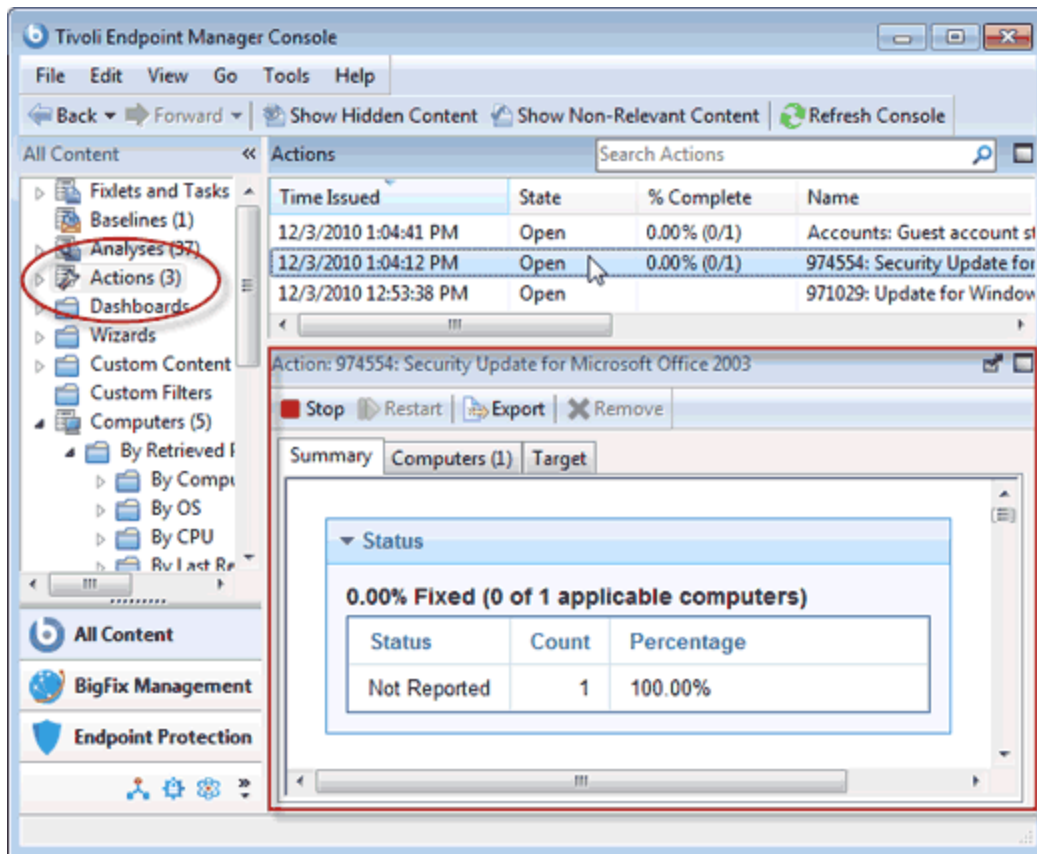 Tivoli Endpoint Manager Console
File Edit View Go Tools Help
Back Forward Show Hidden Content Show Non-Relevant Content Refresh Console
All Content «
Fixlets and Tasks
Baselines (1)
Analyses (37)
Actions (3)
Dashboards
Wizards
Custom Content
Custom Filters
Computers (5)
By Retrieved
By Compu
By OS
By CPU
By Last Re
All Content
BigFix Management
Endpoint Protection
Actions Search Actions
Time Issued State % Complete Name
12/3/2010 1:04:41 PM Open 0.00% (0/1) Accounts: Guest account st
12/3/2010 1:04:12 PM Open 0.00% (0/1) 974554: Security Update for
12/3/2010 12:53:38 PM Open 971029: Update for Window
Action: 974554: Security Update for Microsoft Office 2003
Stop Restart Export Remove
Summary Computers (1) Target
Status
0.00% Fixed (0 of 1 applicable computers)
Status Count Percentage
Not Reported 1 100.00%